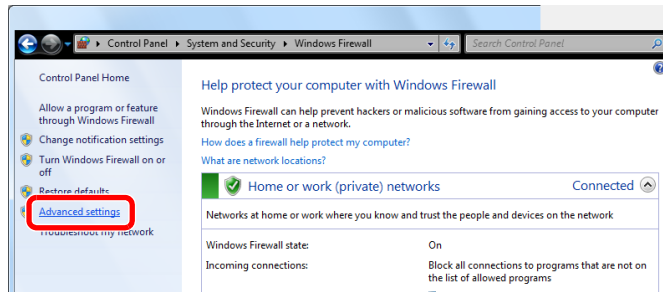 Control Panel ▸ System and Security ▸ Windows Firewall
Search Control Panel
Control Panel Home
Allow a program or feature
through Windows Firewall
Change notification settings
Turn Windows Firewall on or
off
Restore defaults
Advanced settings
Troubleshoot my network
Help protect your computer with Windows Firewall
Windows Firewall can help prevent hackers or malicious software from gaining access to your computer
through the Internet or a network.
How does a firewall help protect my computer?
What are network locations?
Home or work (private) networks Connected
Networks at home or work where you know and trust the people and devices on the network
Windows Firewall state: On
Incoming connections: Block all connections to programs that are not on
the list of allowed programs